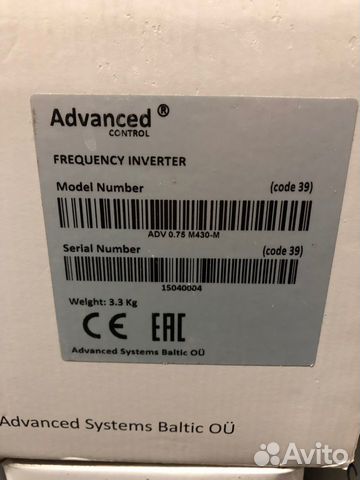 Advanced ®
CONTROL
FREQUENCY INVERTER
Model Number (code 39)
ADV 0.75 M430-M
Serial Number (code 39)
15040004
Weight: 3.3 Kg
CE EAC
Advanced Systems Baltic OÜ
Advanced Systems Baltic OÜ
Avito